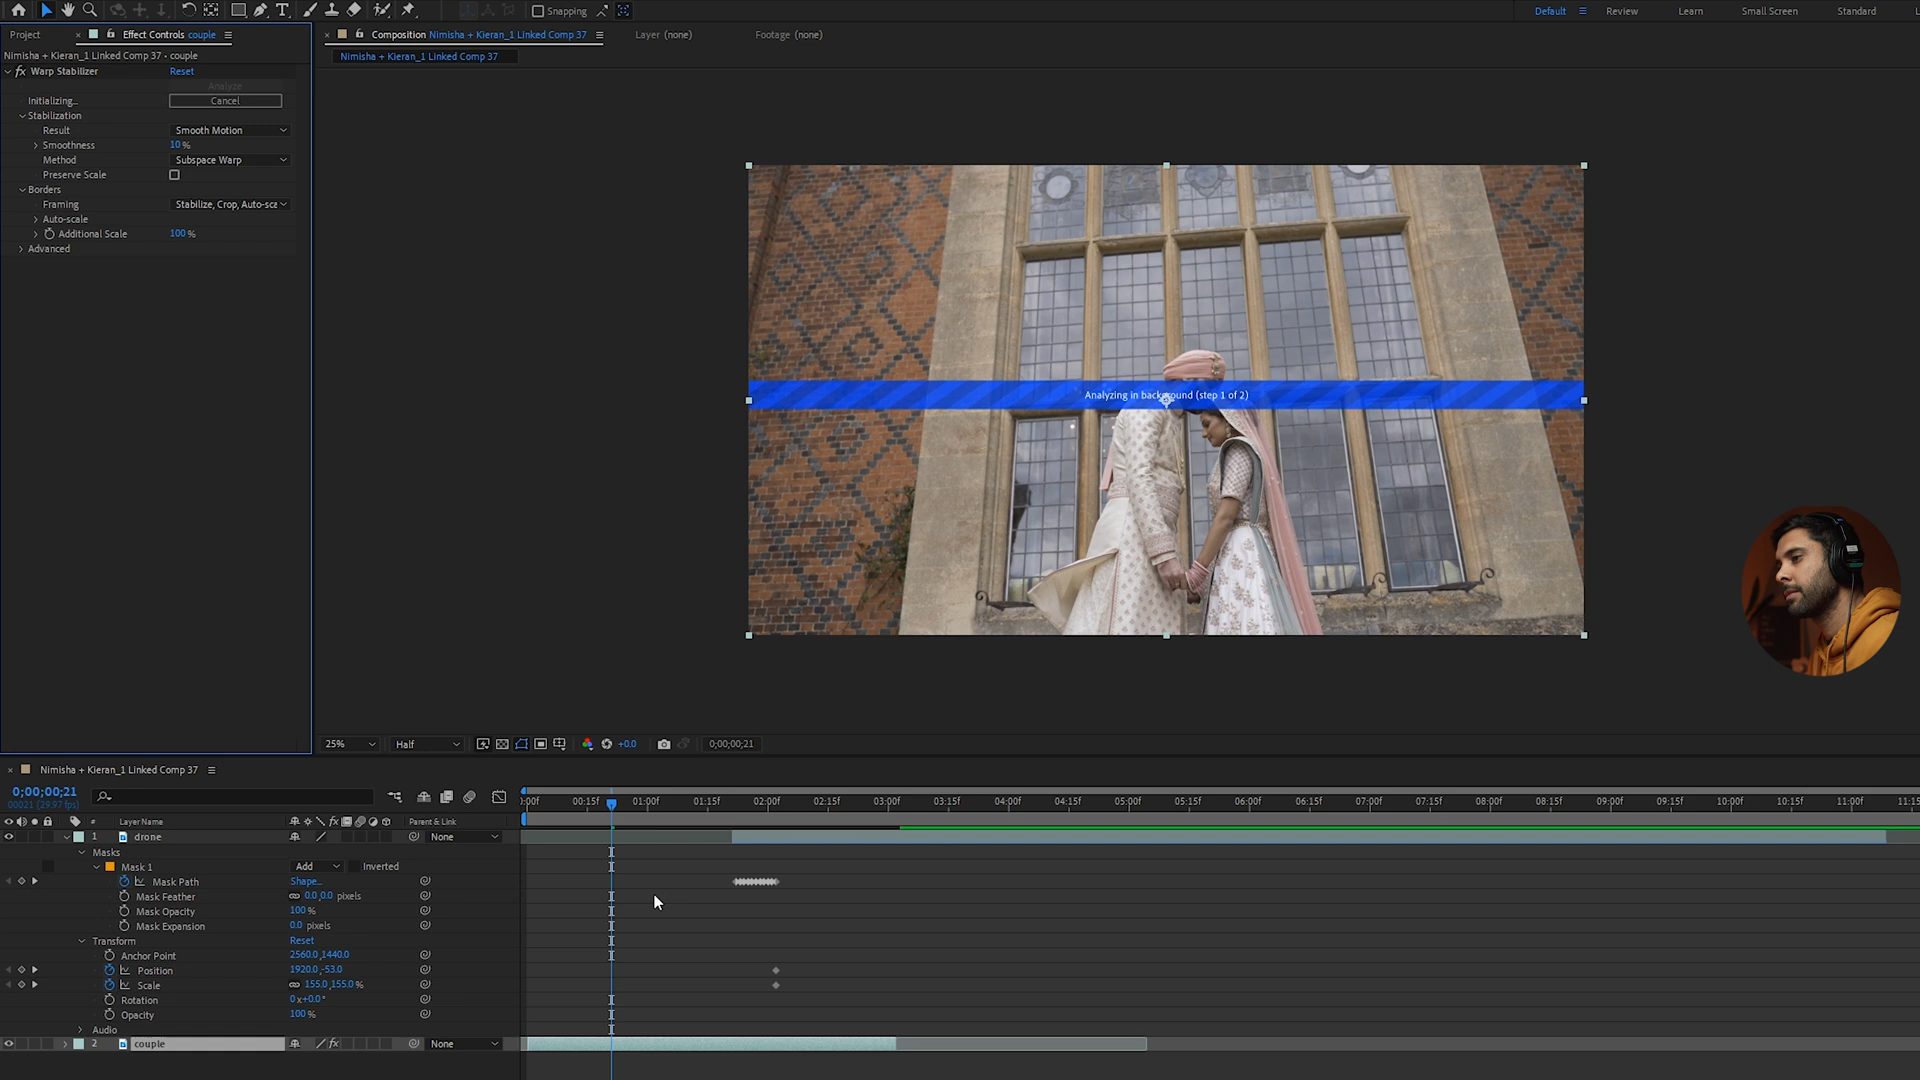 Snapping
Default
Review
Learn
Small Screen
Standard
Project
Effect Controls couple
Composition Nimisha + Kieran_1 Linked Comp 37
Layer (none)
Footage (none)
Nimisha + Kieran_1 Linked Comp 37 • couple
Nimisha + Kieran_1 Linked Comp 37
fx Warp Stabilizer Reset
Analyze
Initializing... Cancel
Stabilization
Result Smooth Motion
Smoothness 10 %
Method Subspace Warp
Preserve Scale
Borders
Framing Stabilize, Crop, Auto-sca
Auto-scale
Additional Scale 100 %
Advanced
Analyzing in background (step 1 of 2)
25% Half +0.0 0;00;00;21
Nimisha + Kieran_1 Linked Comp 37
0;00;00;21
00021 (29.97 fps)
:00f 00:15f 01:00f 01:15f 02:00f 02:15f 03:00f 03:15f 04:00f 04:15f 05:00f 05:15f 06:00f 06:15f 07:00f 07:15f 08:00f 08:15f 09:00f 09:15f 10:00f 10:15f 11:00f 11:15
# Layer Name fx Parent & Link
1 drone None
Masks
Mask 1 Add Inverted
Mask Path Shape...
Mask Feather 0.0,0.0 pixels
Mask Opacity 100 %
Mask Expansion 0.0 pixels
Transform Reset
Anchor Point 2560.0,1440.0
Position 1920.0,-53.0
Scale 155.0,155.0 %
Rotation 0x+0.0°
Opacity 100 %
Audio
2 couple fx None